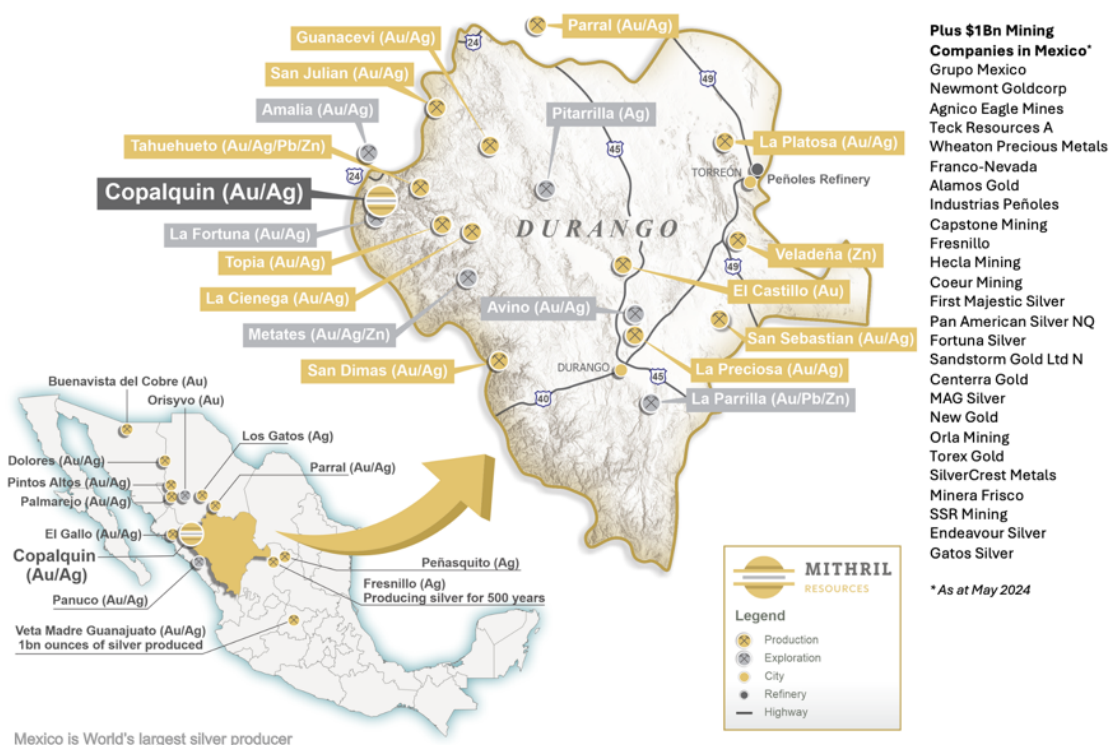 Parral (Au/Ag)
Guanacevi (Au/Ag)
24
San Julian (Au/Ag)
49
Amalia (Au/Ag)
Pitarrilla (Ag)
Tahuehueto (Au/Ag/Pb/Zn)
45
La Platosa (Au/Ag)
24
TORREÓN
Peñoles Refinery
Copalquin (Au/Ag)
La Fortuna (Au/Ag)
DURANGO
Topia (Au/Ag)
Veladeña (Zn)
49
La Cienega (Au/Ag)
El Castillo (Au)
Metates (Au/Ag/Zn)
Avino (Au/Ag)
San Sebastian (Au/Ag)
San Dimas (Au/Ag)
DURANGO
La Preciosa (Au/Ag)
45
40
La Parrilla (Au/Pb/Zn)
Plus $1Bn Mining
Companies in Mexico*
Grupo Mexico
Newmont Goldcorp
Agnico Eagle Mines
Teck Resources A
Wheaton Precious Metals
Franco-Nevada
Alamos Gold
Industrias Peñoles
Capstone Mining
Fresnillo
Hecla Mining
Coeur Mining
First Majestic Silver
Pan American Silver NQ
Fortuna Silver
Sandstorm Gold Ltd N
Centerra Gold
MAG Silver
New Gold
Orla Mining
Torex Gold
SilverCrest Metals
Minera Frisco
SSR Mining
Endeavour Silver
Gatos Silver
*As at May 2024
Buenavista del Cobre (Au)
Orisyvo (Au)
Los Gatos (Ag)
Dolores (Au/Ag)
Parral (Au/Ag)
Pintos Altos (Au/Ag)
Palmarejo (Au/Ag)
El Gallo (Au/Ag)
Copalquin
(Au/Ag)
Peñasquito (Ag)
Panuco (Au/Ag)
Fresnillo (Ag)
Producing silver for 500 years
Veta Madre Guanajuato (Au/Ag)
1bn ounces of silver produced
Mexico is World's largest silver producer
MITHRIL
RESOURCES
Legend
Production
Exploration
City
Refinery
Highway